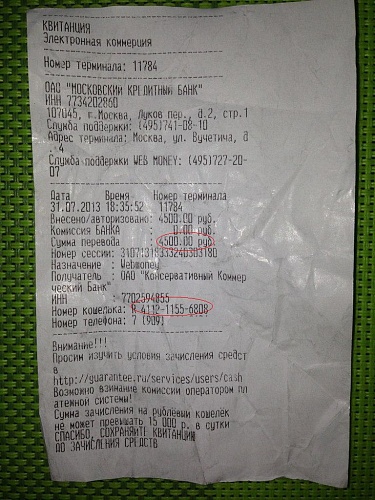 КВИТАНЦИЯ
Электронная коммерция
Номер терминала: 11784
ОАО "МОСКОВСКИЙ КРЕДИТНЫЙ БАНК"
ИНН 7734202860
107045, г.Москва, Луков пер., д.2, стр.1
Служба поддержки: (495)741-08-10
Адрес терминала: Москва, ул. Вучетича, д
. 4
Служба поддержки WEB MONEY: (495)727-20-
07
Дата Время Номер терминала
31.07.2013 18:35:52 11784
Внесено/авторизовано: 4500.00 руб.
Комиссия БАНКА : 0.00 руб.
Сумма перевода : 4500.00 руб.
Номер сессии:
Назначение : Webmoney
Получатель : ОАО "Консервативный Коммер
ческий Банк"
ИНН : 7702594855
Номер кошелька: R 4112-1155-6808
Номер телефона: 7 (909)
Внимание!!!
Просим изучить условия зачисления средст
в
http://guarantee.ru/services/users/cash
Возможно взимание комиссии оператором пл
атежной системы!
Сумма зачисления на рублевый кошелек
не может превышать 15 000 р. в сутки
СПАСИБО, СОХРАНЯЙТЕ КВИТАНЦИЮ
ДО ЗАЧИСЛЕНИЯ СРЕДСТВ